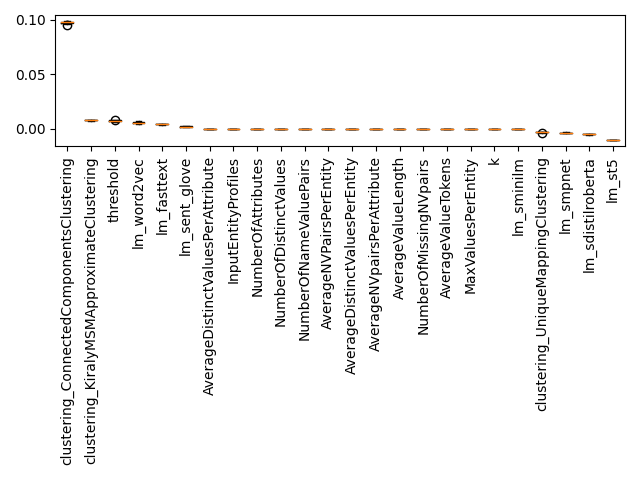 0.10
0.05
0.00
clustering_ConnectedComponentsClustering
clustering_KiralyMSMApproximateClustering
threshold
lm_word2vec
lm_fasttext
lm_sent_glove
AverageDistinctValuesPerAttribute
InputEntityProfiles
NumberOfAttributes
NumberOfDistinctValues
NumberOfNameValuePairs
AverageNVPairsPerEntity
AverageDistinctValuesPerEntity
AverageNVpairsPerAttribute
AverageValueLength
NumberOfMissingNVpairs
AverageValueTokens
MaxValuesPerEntity
k
lm_sminilm
clustering_UniqueMappingClustering
lm_smpnet
lm_sdistilroberta
lm_st5